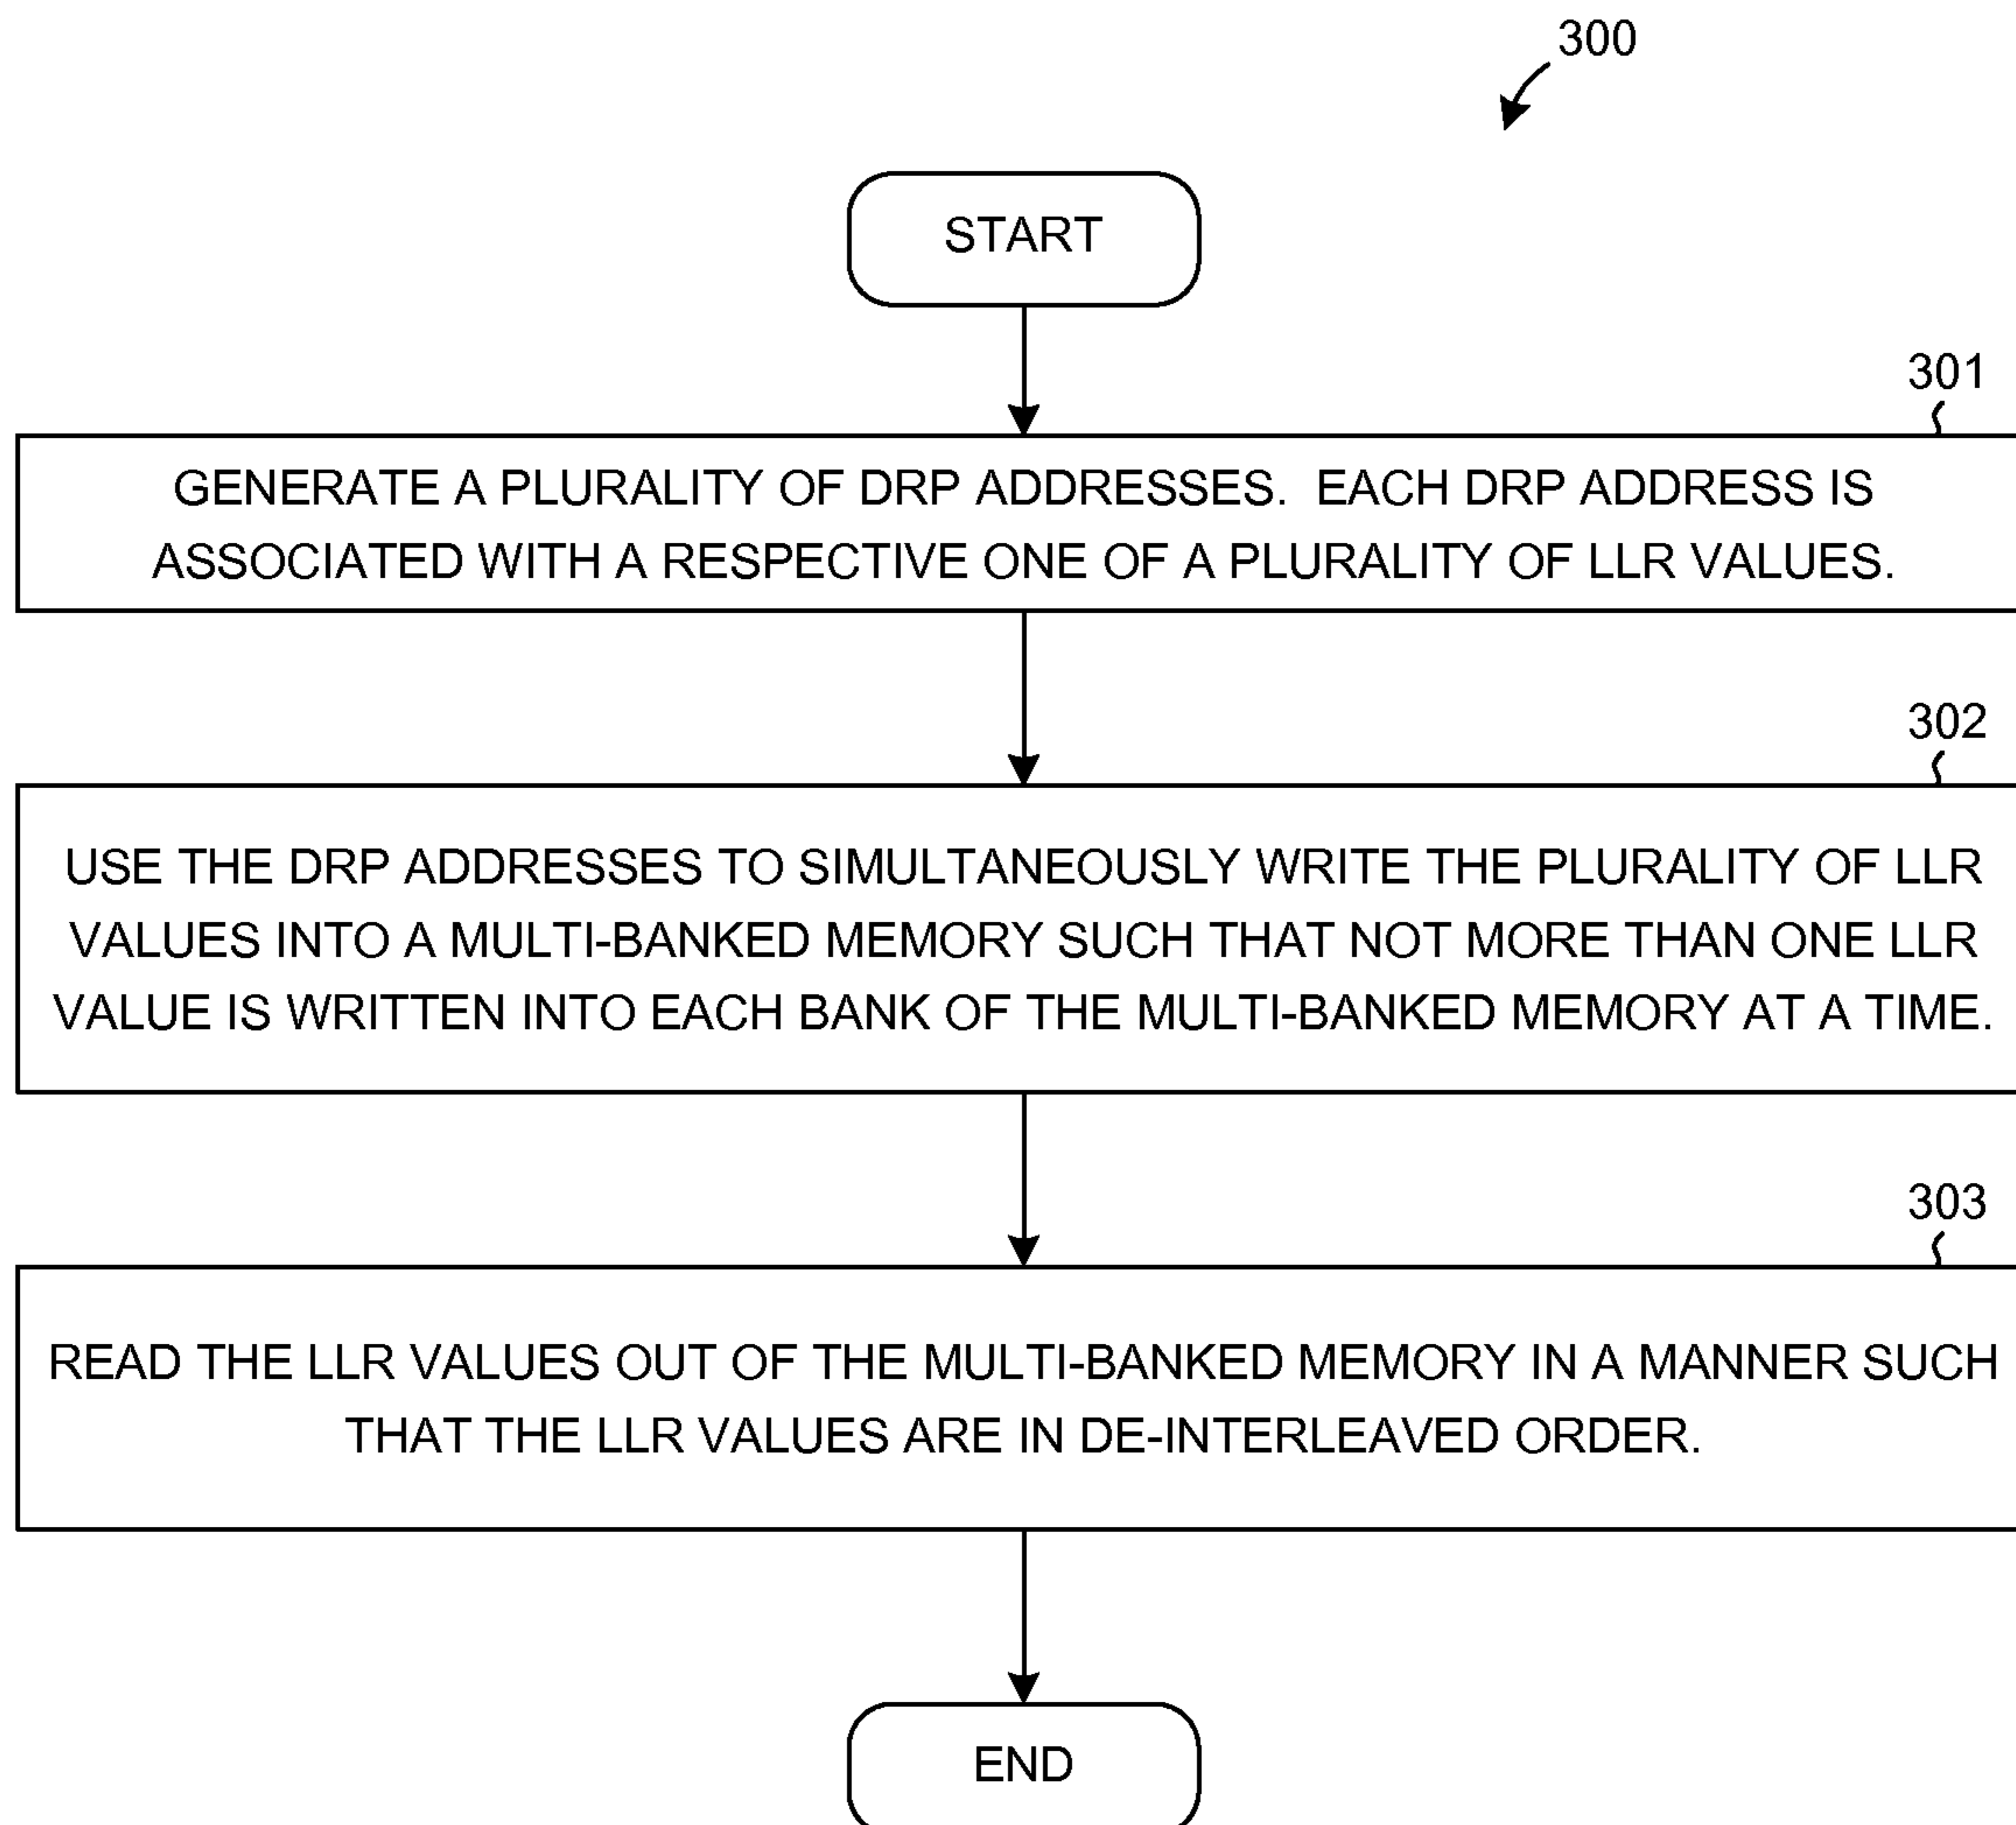 300
START
301
GENERATE A PLURALITY OF DRP ADDRESSES.  EACH DRP ADDRESS IS
ASSOCIATED WITH A RESPECTIVE ONE OF A PLURALITY OF LLR VALUES.
302
USE THE DRP ADDRESSES TO SIMULTANEOUSLY WRITE THE PLURALITY OF LLR
VALUES INTO A MULTI-BANKED MEMORY SUCH THAT NOT MORE THAN ONE LLR
VALUE IS WRITTEN INTO EACH BANK OF THE MULTI-BANKED MEMORY AT A TIME.
303
READ THE LLR VALUES OUT OF THE MULTI-BANKED MEMORY IN A MANNER SUCH
THAT THE LLR VALUES ARE IN DE-INTERLEAVED ORDER.
END